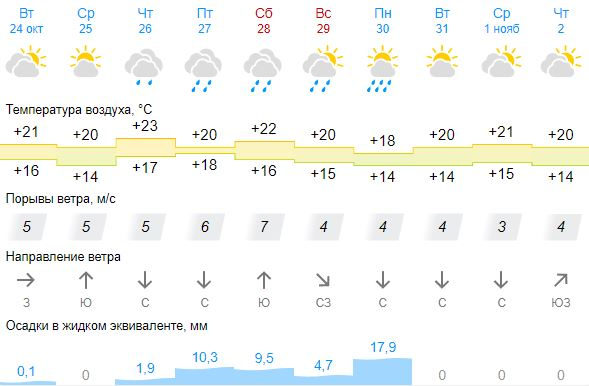 Вт Ср Чт Пт Сб Вс Пн Вт Ср Чт
24 окт 25 26 27 28 29 30 31 1 нояб 2
Температура воздуха, °C
+21 +20 +23 +20 +22 +20 +18 +20 +21 +20
+16 +14 +17 +18 +16 +15 +14 +14 +15 +14
Порывы ветра, м/с
5 5 5 6 7 4 4 4 3 4
Направление ветра
З Ю С С Ю СЗ С С С ЮЗ
Осадки в жидком эквиваленте, мм
0,1 0 1,9 10,3 9,5 4,7 17,9 0 0 0